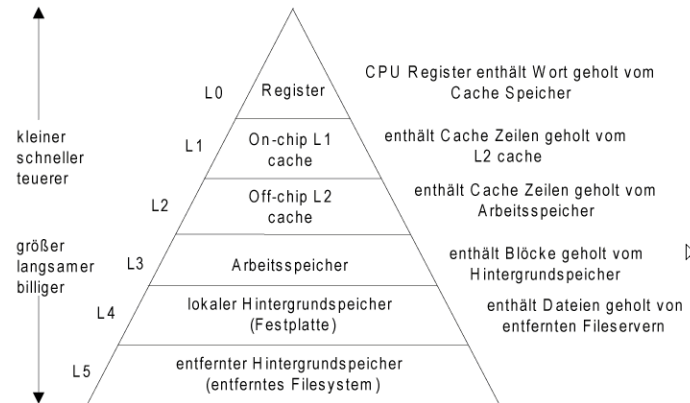 L0
Register
CPU Register enthält Wort geholt vom
Cache Speicher
kleiner
schneller
teuerer
L1
On-chip L1
cache
enthält Cache Zeilen geholt vom
L2 cache
L2
Off-chip L2
cache
enthält Cache Zeilen geholt vom
Arbeitsspeicher
größer
langsamer
billiger
L3
Arbeitsspeicher
enthält Blöcke geholt vom
Hintergrundspeicher
L4
lokaler Hintergrundspeicher
(Festplatte)
enthält Dateien geholt von
entfernten Fileservern
L5
entfernter Hintergrundspeicher
(entferntes Filesystem)